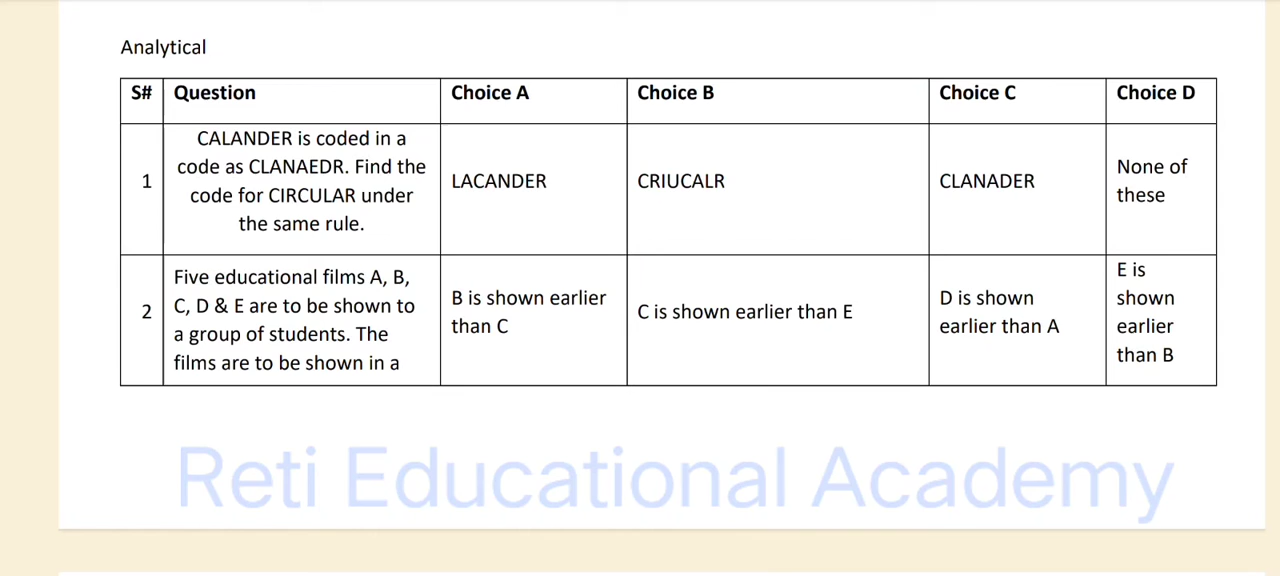 Analytical
S# Question Choice A Choice B Choice C Choice D
1
CALANDER is coded in a
code as CLANAEDR. Find the
code for CIRCULAR under
the same rule.
LACANDER
CRIUCALR
CLANADER
None of
these
2
Five educational films A, B,
C, D & E are to be shown to
a group of students. The
films are to be shown in a
B is shown earlier
than C
C is shown earlier than E
D is shown
earlier than A
E is
shown
earlier
than B
Reti Educational Academy